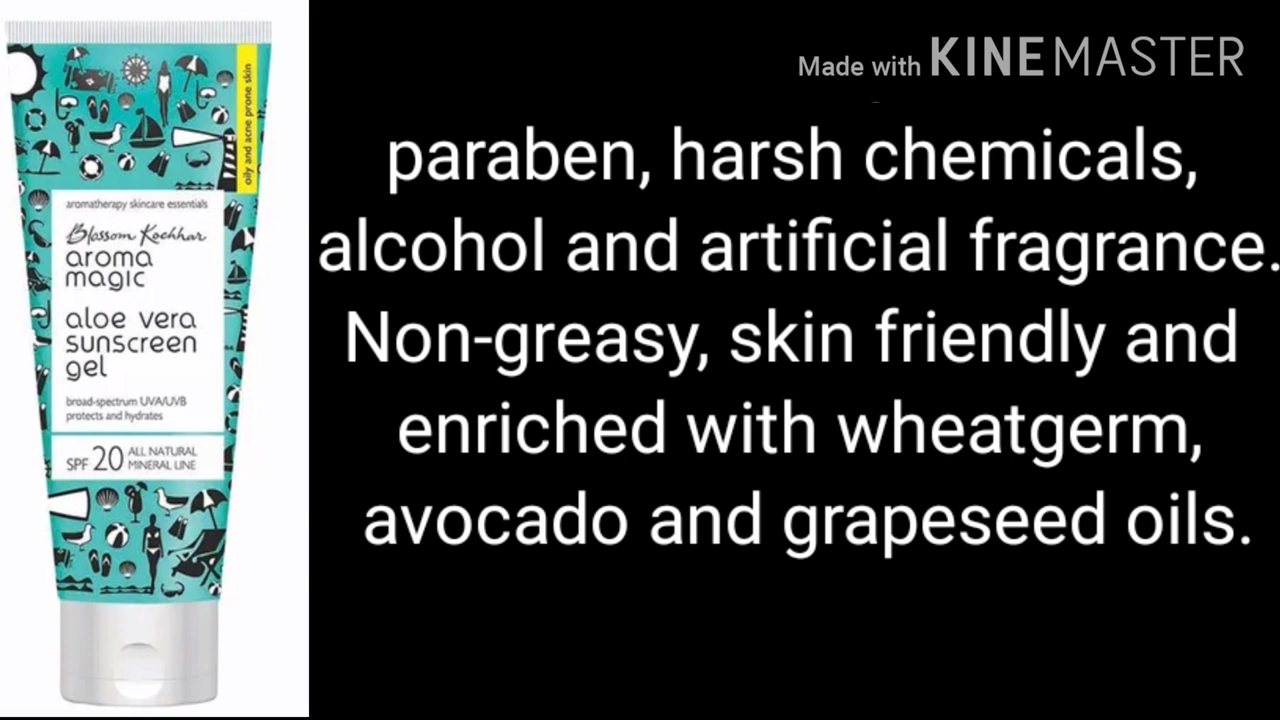 oily and acne prone skin
aromatherapy skincare essentials
Blossom Kochhar
aroma
magic
aloe vera
sunscreen
gel
broad-spectrum UVA/UVB
protects and hydrates
SPF 20 ALL NATURAL
MINERAL LINE
Made with KINEMASTER
paraben, harsh chemicals,
alcohol and artificial fragrance.
Non-greasy, skin friendly and
enriched with wheatgerm,
avocado and grapeseed oils.